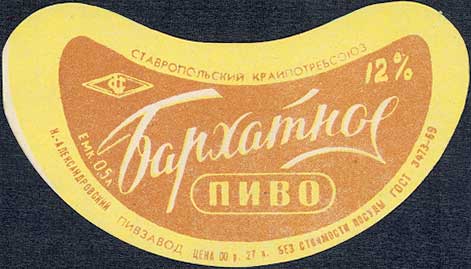 СТАВРОПОЛЬСКИЙ КРАЙПОТРЕБСОЮЗ
12%
Бархатное
ПИВО
ЕМК. 0,5 Л
Н.-АЛЕКСАНДРОВСКИЙ ПИВЗАВОД ЦЕНА 00 р. 27 к. БЕЗ СТОИМОСТИ ПОСУДЫ ГОСТ 3473-69